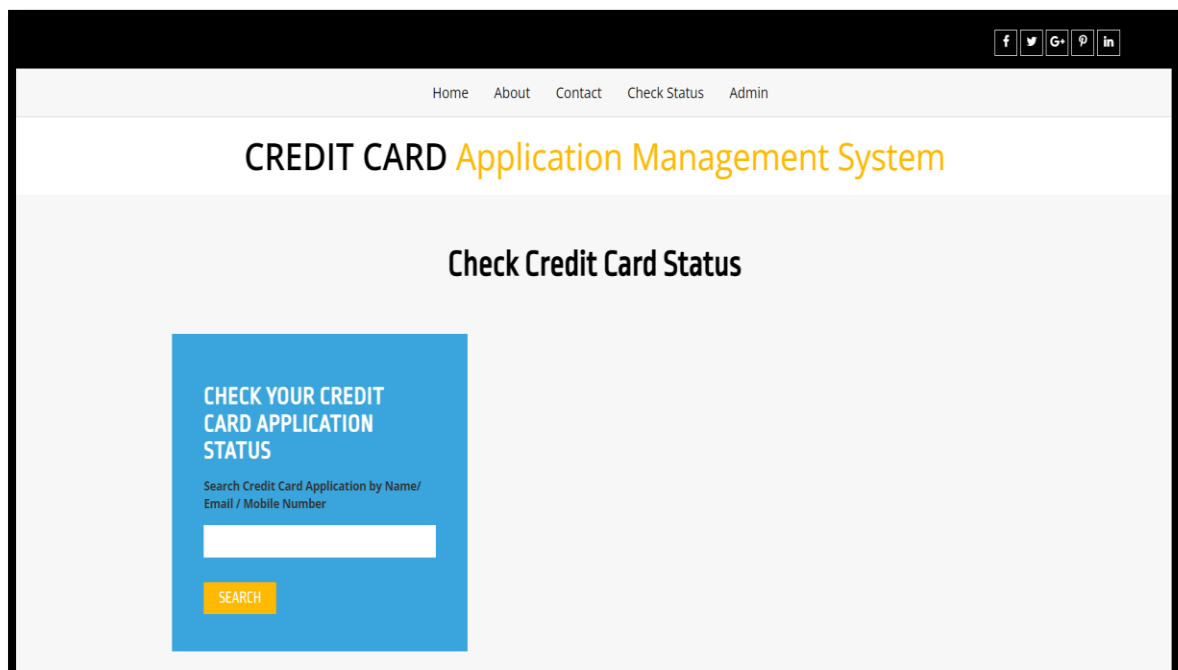 f G+ in
Home About Contact Check Status Admin
CREDIT CARD Application Management System
Check Credit Card Status
CHECK YOUR CREDIT
CARD APPLICATION
STATUS
Search Credit Card Application by Name/
Email / Mobile Number
SEARCH